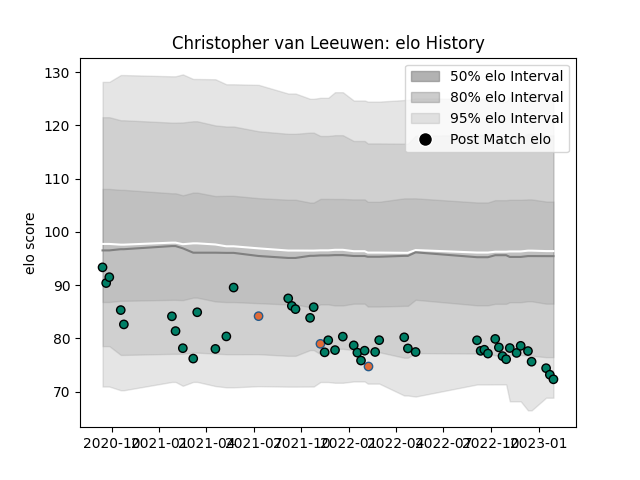 Christopher van Leeuwen: elo History
130
120
110
100
90
80
70
elo score
50% elo Interval
80% elo Interval
95% elo Interval
Post Match elo
2020-10 2021-01 2021-04 2021-07 2021-10 2022-01 2022-04 2022-07 2022-10 2023-01